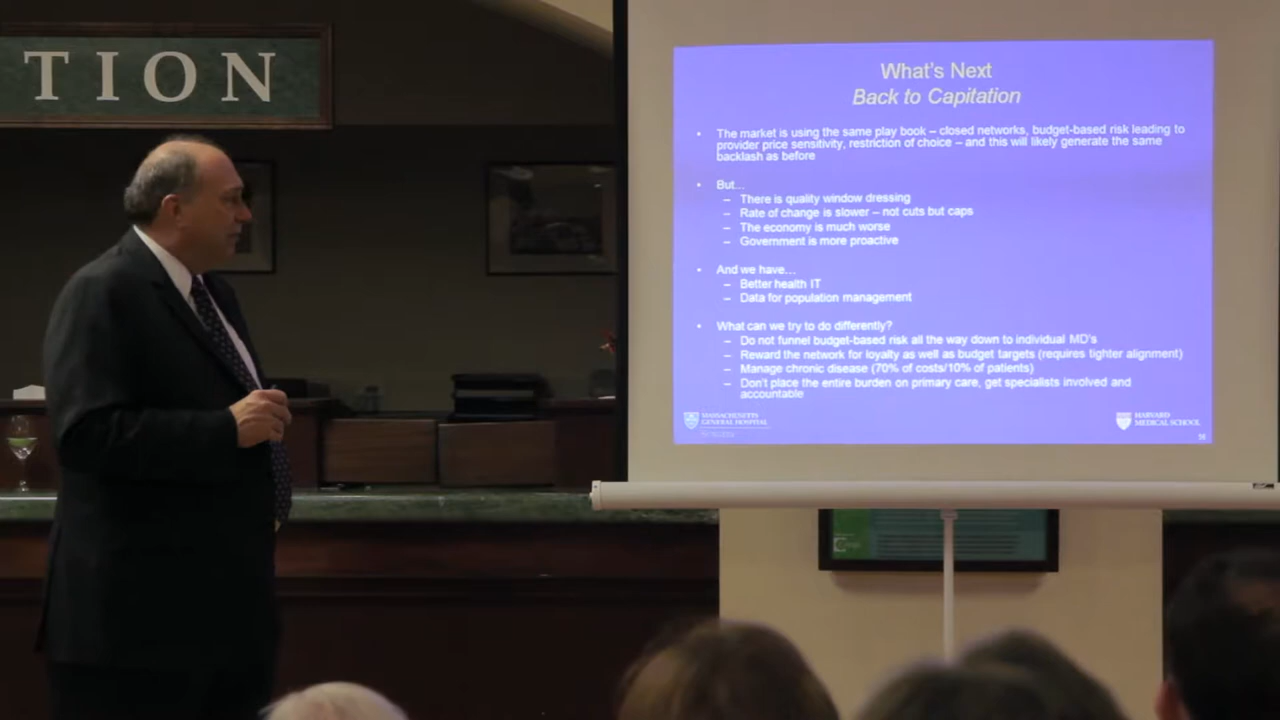 TION
What's Next
Back to Capitation
• The market is using the same play book – closed networks, budget-based risk leading to
provider price sensitivity, restriction of choice – and this will likely generate the same
backlash as before
• But...
– There is quality window dressing
– Rate of change is slower – not cuts but caps
– The economy is much worse
– Government is more proactive
• And we have...
– Better health IT
– Data for population management
• What can we try to do differently?
– Do not funnel budget-based risk all the way down to individual MD's
– Reward the network for loyalty as well as budget targets (requires tighter alignment)
– Manage chronic disease (70% of costs/10% of patients)
– Don't place the entire burden on primary care, get specialists involved and
accountable
MASSACHUSETTS
GENERAL HOSPITAL
HARVARD
MEDICAL SCHOOL